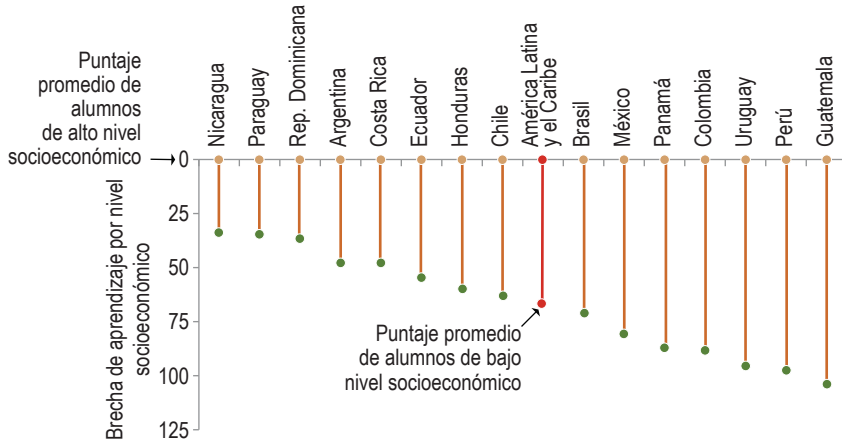 Puntaje
promedio de
alumnos
de alto nivel
socioeconómico
Nicaragua
Paraguay
Rep. Dominicana
Argentina
Costa Rica
Ecuador
Honduras
Chile
América Latina
y el Caribe
Brasil
México
Panamá
Colombia
Uruguay
Perú
Guatemala
0
25
50
75
100
125
Brecha de aprendizaje por nivel
socioeconómico
Puntaje promedio
de alumnos de bajo
nivel socioeconómico